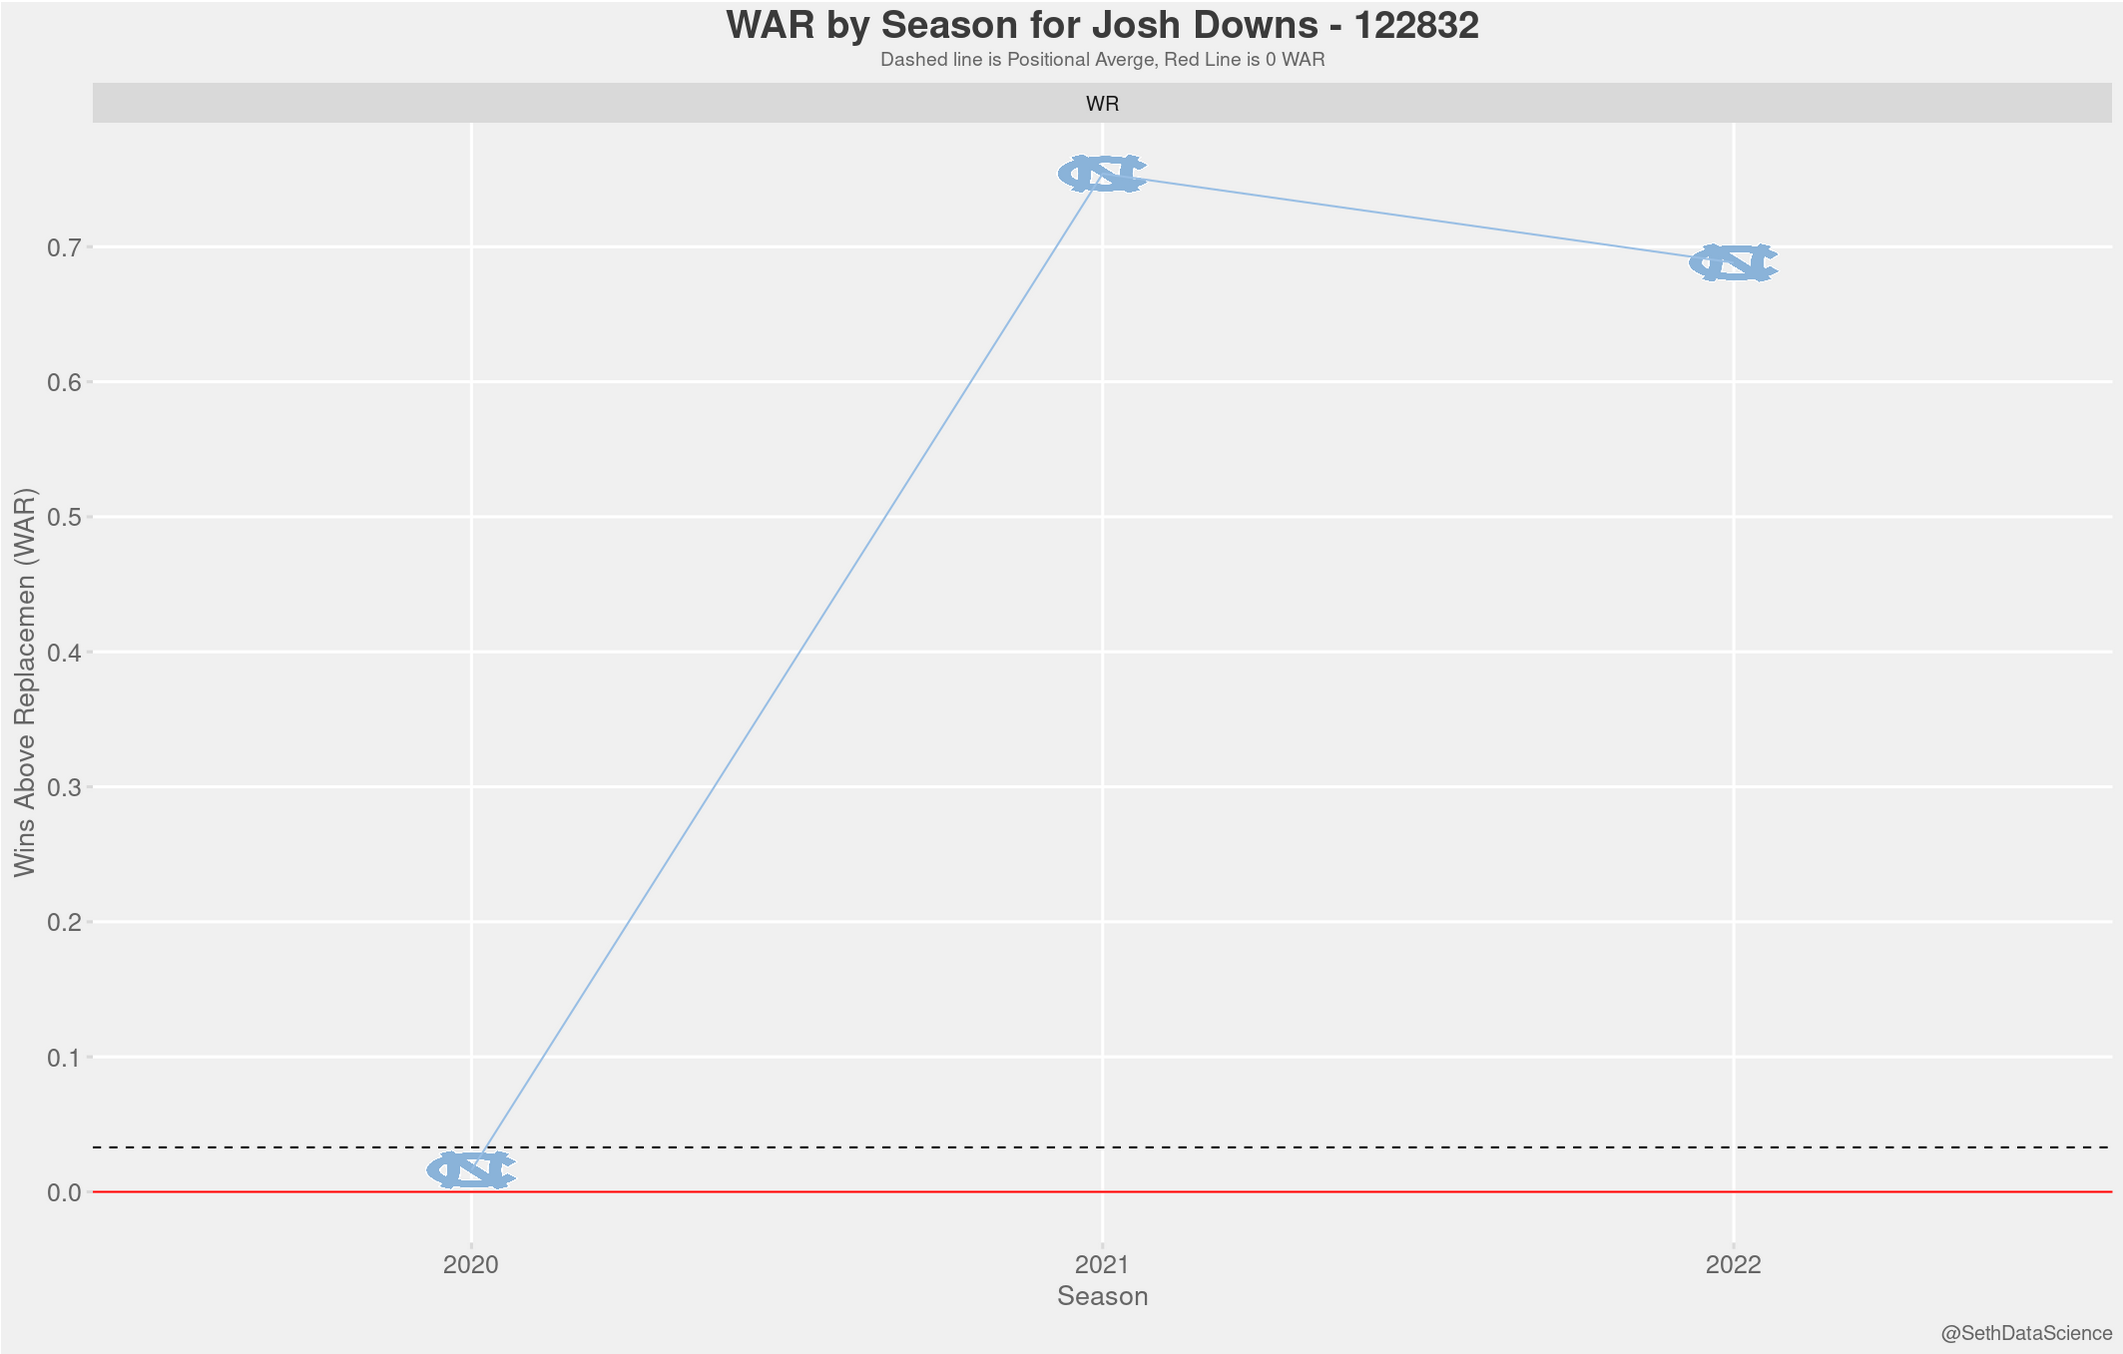 WAR by Season for Josh Downs - 122832
Dashed line is Positional Averge, Red Line is 0 WAR
WR
Wins Above Replacemen (WAR)
0.7
0.6
0.5
0.4
0.3
0.2
0.1
0.0
2020
2021
2022
Season
@SethDataScience